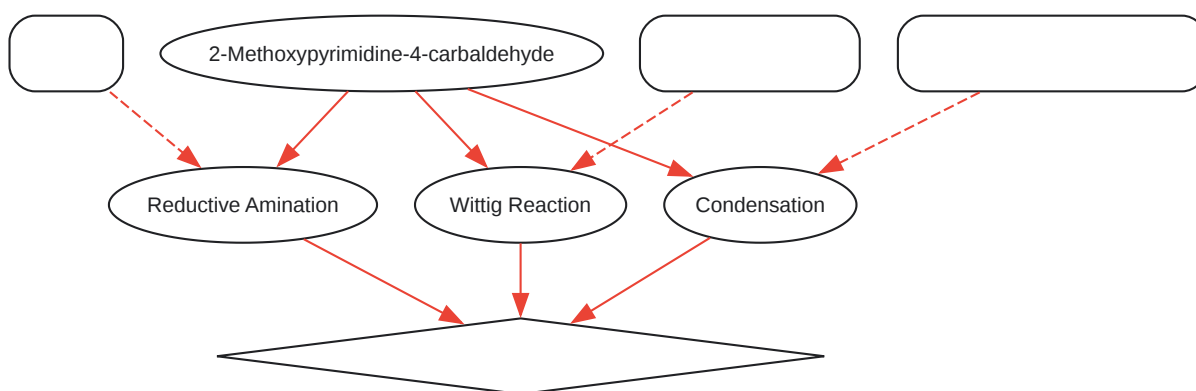 2-Methoxypyrimidine-4-carbaldehyde
Reductive Amination
Wittig Reaction
Condensation